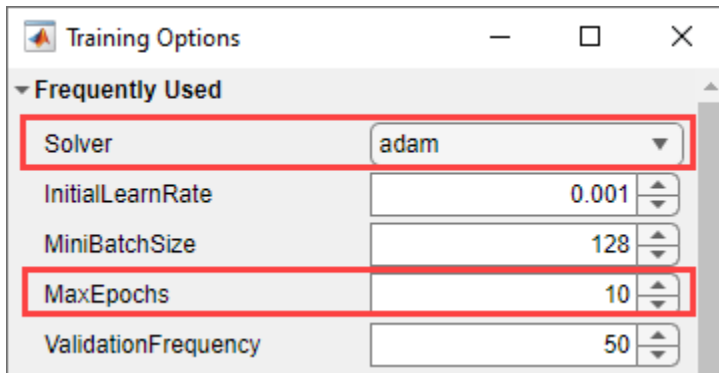 Training Options
Frequently Used
Solver adam
InitialLearnRate 0.001
MiniBatchSize 128
MaxEpochs 10
ValidationFrequency 50